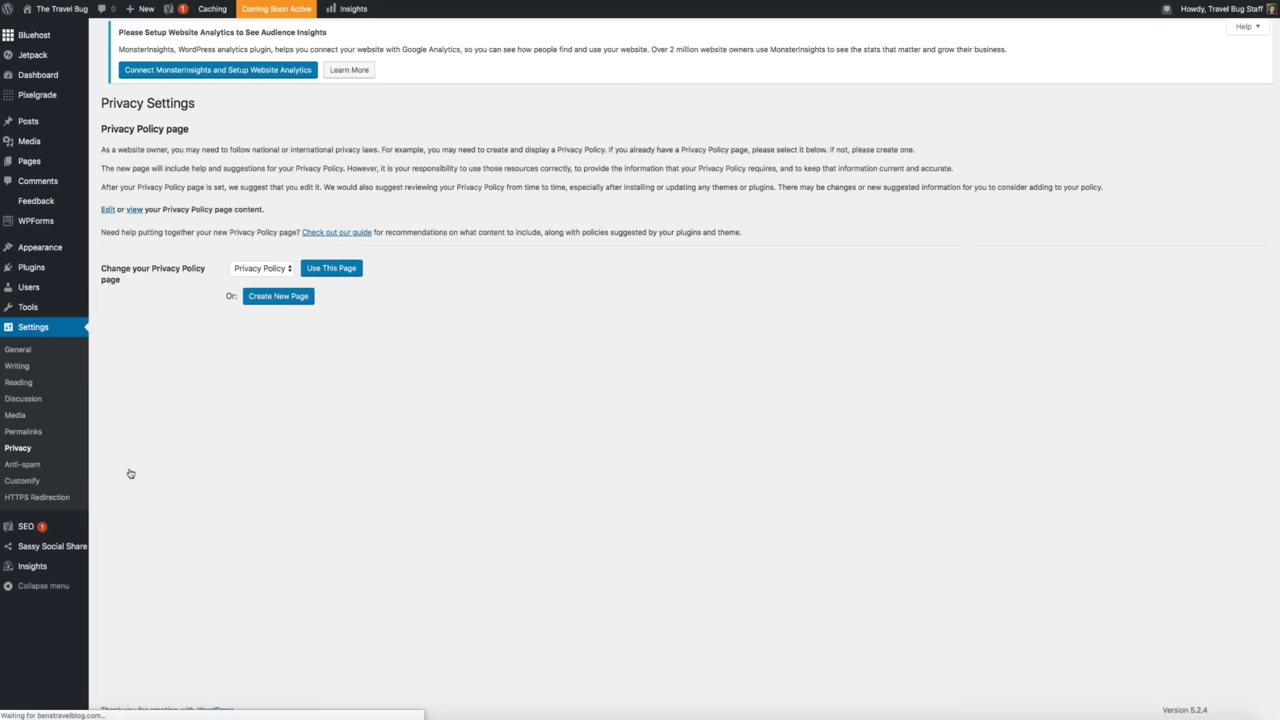 The Travel Bug 0 New 1 Caching Coming Soon Active Insights Howdy, Travel Bug Staff
Help
Please Setup Website Analytics to See Audience Insights
MonsterInsights, WordPress analytics plugin, helps you connect your website with Google Analytics, so you can see how people find and use your website. Over 2 million website owners use MonsterInsights to see the stats that matter and grow their business.
Connect MonsterInsights and Setup Website Analytics Learn More
Bluehost
Jetpack
Dashboard
Pixelgrade
Posts
Media
Pages
Comments
Feedback
WPForms
Appearance
Plugins
Users
Tools
Settings
General
Writing
Reading
Discussion
Media
Permalinks
Privacy
Anti-spam
Customify
HTTPS Redirection
SEO 1
Sassy Social Share
Insights
Collapse menu
Privacy Settings
Privacy Policy page
As a website owner, you may need to follow national or international privacy laws. For example, you may need to create and display a Privacy Policy. If you already have a Privacy Policy page, please select it below. If not, please create one.
The new page will include help and suggestions for your Privacy Policy. However, it is your responsibility to use those resources correctly, to provide the information that your Privacy Policy requires, and to keep that information current and accurate.
After your Privacy Policy page is set, we suggest that you edit it. We would also suggest reviewing your Privacy Policy from time to time, especially after installing or updating any themes or plugins. There may be changes or new suggested information for you to consider adding to your policy.
Edit or view your Privacy Policy page content.
Need help putting together your new Privacy Policy page? Check out our guide for recommendations on what content to include, along with policies suggested by your plugins and theme.
Change your Privacy Policy
page
Privacy Policy Use This Page
Or: Create New Page
Thank you for creating with WordPress
Version 5.2.4
Waiting for benstravelblog.com...